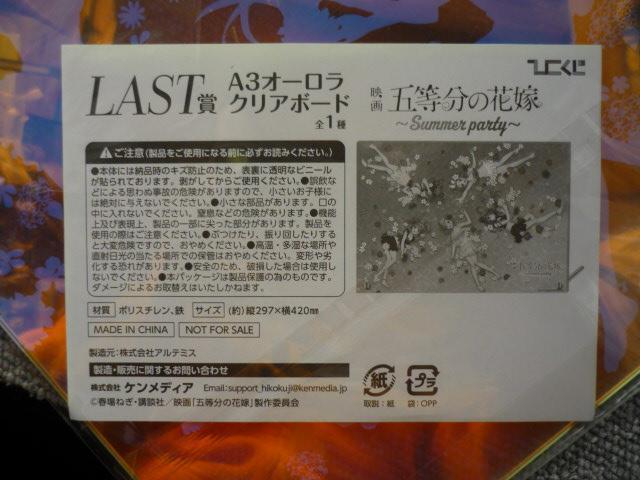 LAST賞
A3オーロラ
クリアボード
全1種
ヒコくじ
映画 五等分の花嫁
～Summer party～
ご注意(製品をご使用になる前に必ずお読みください。)
●本体には納品時のキズ防止のため、表裏に透明なビニール
が貼られております。剥がしてからご使用ください。●誤飲な
どによる思わぬ事故の危険がありますので、小さいお子様に
は絶対に与えないでください。●小さな部品があります。口の
中に入れないでください。窒息などの危険があります。●機能
上及び表現上、製品の一部に尖った部分があります。製品を
使用の際はご注意ください。●ぶつけたり、振り回したりする
と大変危険ですので、おやめください。●高温・多湿な場所や
直射日光の当たる場所での保管はおやめください。変形や劣
化する恐れがあります。●安全のため、破損した場合は使用し
ないでください。●本パッケージは製品保護の為のものです。
ダメージによるお取替えはいたしかねます。
材質 ポリスチレン、鉄 サイズ (約)縦297×横420mm
MADE IN CHINA NOT FOR SALE
製造元：株式会社アルテミス
製造・販売に関するお問い合わせ
株式会社 ケンメディア Email:support_hikokuji@kenmedia.jp
©春場ねぎ・講談社／映画「五等分の花嫁」製作委員会
紙
取説：紙
プラ
袋：OPP